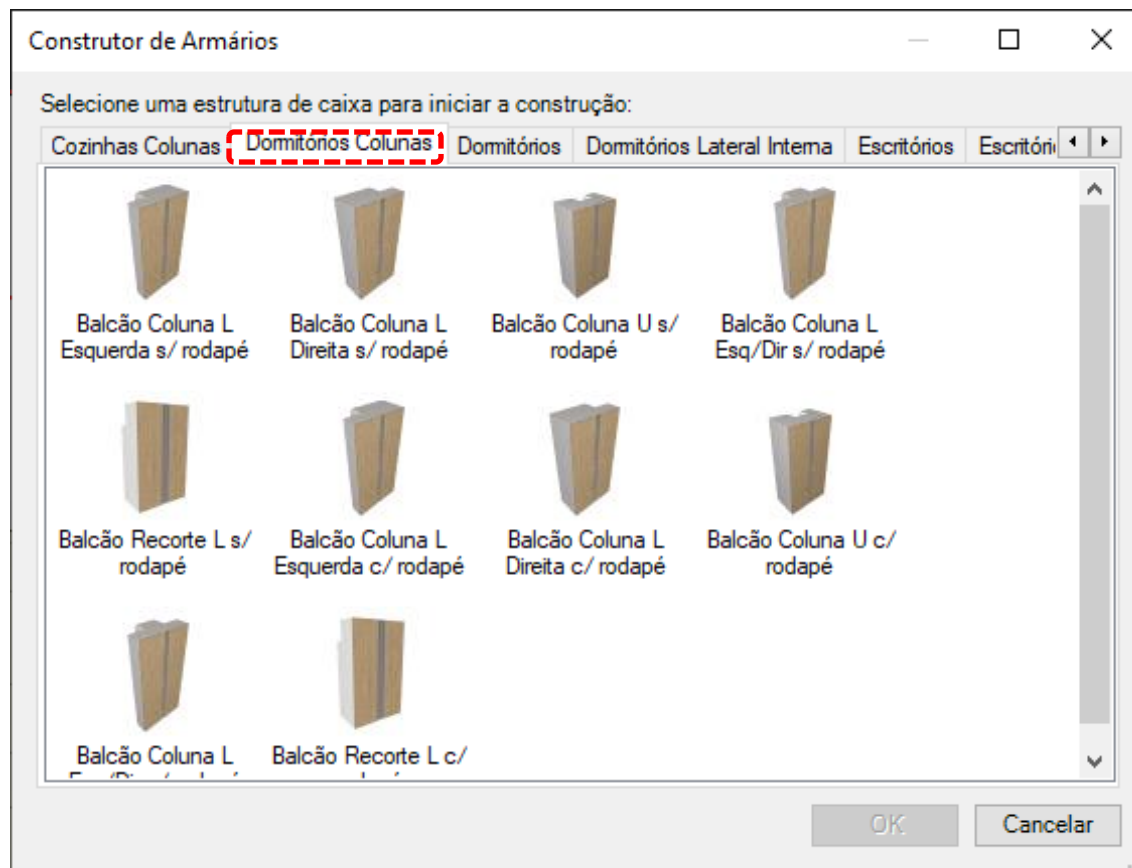 Construtor de Armários
Selecione uma estrutura de caixa para iniciar a construção:
Cozinhas Colunas Dormitórios Colunas Dormitórios Dormitórios Lateral Interna Escritórios
Balcão Coluna L
Esquerda s/ rodapé
Balcão Coluna L
Direita s/ rodapé
Balcão Coluna U s/
rodapé
Balcão Coluna L
Esq/Dir s/ rodapé
Balcão Recorte L s/
rodapé
Balcão Coluna L
Esquerda c/ rodapé
Balcão Coluna L
Direita c/ rodapé
Balcão Coluna U c/
rodapé
Balcão Coluna L
Balcão Recorte L c/
OK Cancelar